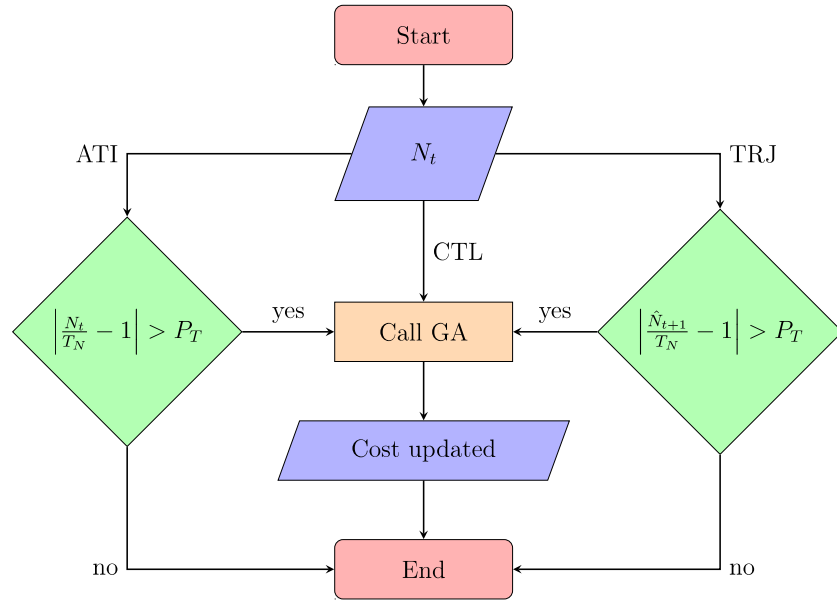 Start
ATI
N_t
TRJ
CTL
|N_t/T_N − 1| > P_T
yes
Call GA
yes
|N̂_{t+1}/T_N − 1| > P_T
Cost updated
no
End
no